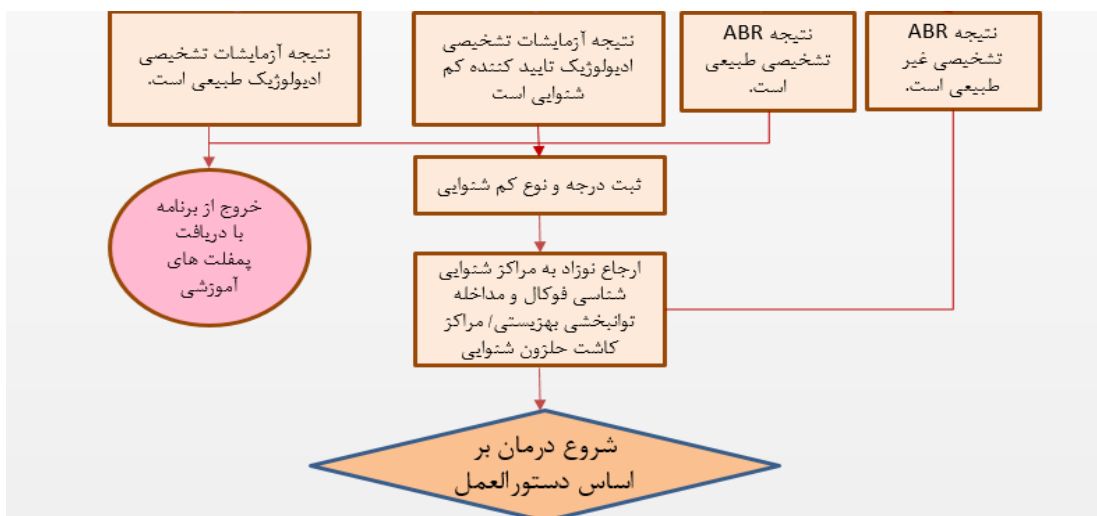 نتیجه ABR
تشخیصی غیر
طبیعی است.
نتیجه ABR
تشخیصی طبیعی
است.
نتیجه آزمایشات تشخیصی
ادیولوژیک تایید کننده کم
شنوایی است
نتیجه آزمایشات تشخیصی
ادیولوژیک طبیعی است.
ثبت درجه و نوع کم شنوایی
خروج از برنامه
با دریافت
پمفلت های
آموزشی
ارجاع نوزاد به مراکز شنوایی
شناسی فوکال و مداخله
توانبخشی بهزیستی/ مراکز
کاشت حلزون شنوایی
شروع درمان بر
اساس دستورالعمل